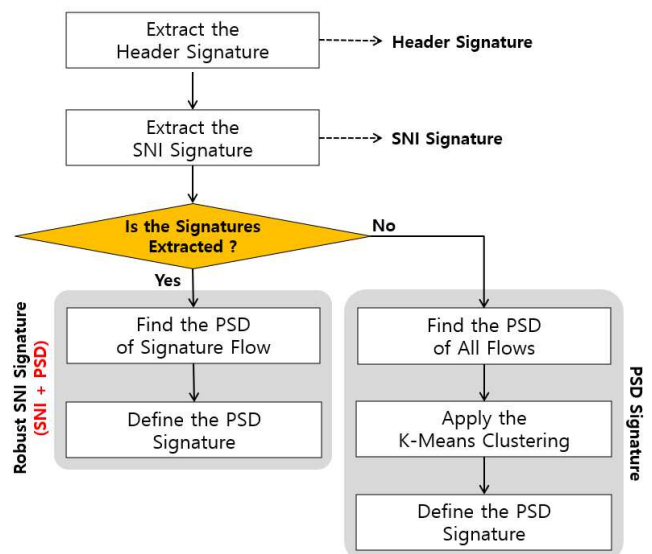 Extract the
Header Signature
Header Signature
Extract the
SNI Signature
SNI Signature
Is the Signatures
Extracted ?
No
Yes
Robust SNI Signature
(SNI + PSD)
Find the PSD
of Signature Flow
Define the PSD
Signature
Find the PSD
of All Flows
Apply the
K-Means Clustering
Define the PSD
Signature
PSD Signature